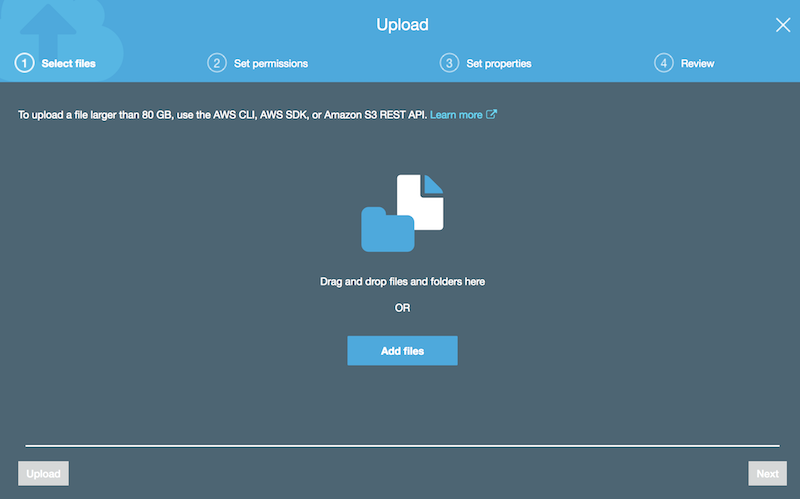 Upload
1 Select files
2 Set permissions
3 Set properties
4 Review
To upload a file larger than 80 GB, use the AWS CLI, AWS SDK, or Amazon S3 REST API. Learn more
Drag and drop files and folders here
OR
Add files
Upload
Next